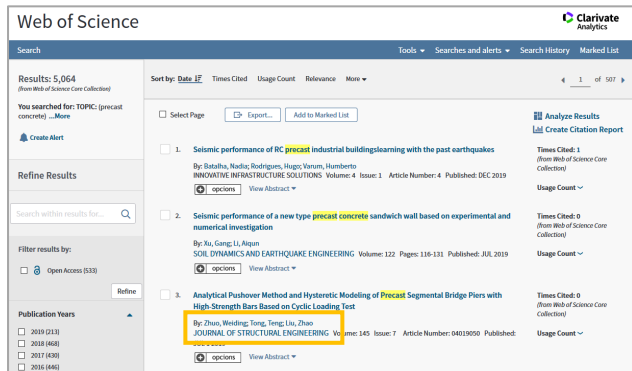 Web of Science
Clarivate
Analytics
Search
Tools
Searches and alerts
Search History
Marked List
Results: 5,064
(from Web of Science Core Collection)
You searched for: TOPIC: (precast
concrete) ...More
Create Alert
Refine Results
Search within results for...
Filter results by:
Open Access (533)
Refine
Publication Years
2019 (213)
2018 (468)
2017 (430)
2016 (446)
Sort by: Date Times Cited Usage Count Relevance More
1 of 507
Select Page
Export...
Add to Marked List
1. Seismic performance of RC precast industrial buildingslearning with the past earthquakes
By: Batalha, Nadia; Rodrigues, Hugo; Varum, Humberto
INNOVATIVE INFRASTRUCTURE SOLUTIONS Volume: 4 Issue: 1 Article Number: 4 Published: DEC 2019
opcions View Abstract
2. Seismic performance of a new type precast concrete sandwich wall based on experimental and
numerical investigation
By: Xu, Gang; Li, Aiqun
SOIL DYNAMICS AND EARTHQUAKE ENGINEERING Volume: 122 Pages: 116-131 Published: JUL 2019
opcions View Abstract
3. Analytical Pushover Method and Hysteretic Modeling of Precast Segmental Bridge Piers with
High-Strength Bars Based on Cyclic Loading Test
By: Zhuo, Weiding; Tong, Teng; Liu, Zhao
JOURNAL OF STRUCTURAL ENGINEERING Volume: 145 Issue: 7 Article Number: 04019050 Published:
opcions View Abstract
Analyze Results
Create Citation Report
Times Cited: 1
(from Web of Science Core
Collection)
Usage Count
Times Cited: 0
(from Web of Science Core
Collection)
Usage Count
Times Cited: 0
(from Web of Science Core
Collection)
Usage Count